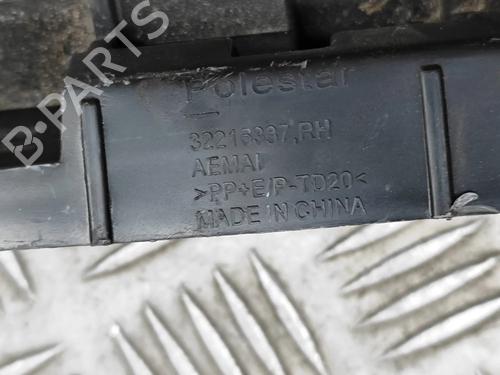 B-PARTS
Polestar
32216337,RH
AEMAI
>PP+E/P-TD20<
MADE IN CHINA